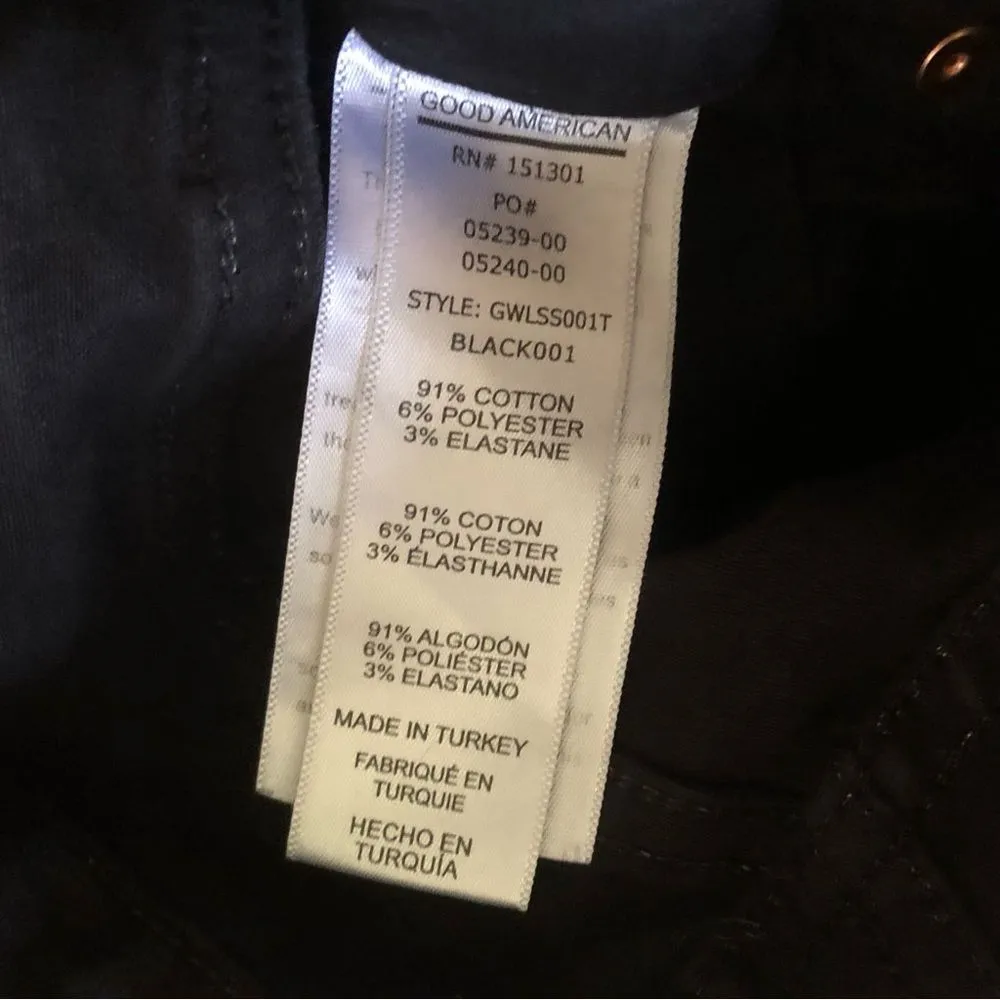 GOOD AMERICAN
RN# 151301
PO#
05239-00
05240-00
STYLE: GWLSS001T
BLACK001
91% COTTON
6% POLYESTER
3% ELASTANE
91% COTON
6% POLYESTER
3% ÉLASTHANNE
91% ALGODÓN
6% POLIÉSTER
3% ELASTANO
MADE IN TURKEY
FABRIQUÉ EN
TURQUIE
HECHO EN
TURQUÍA